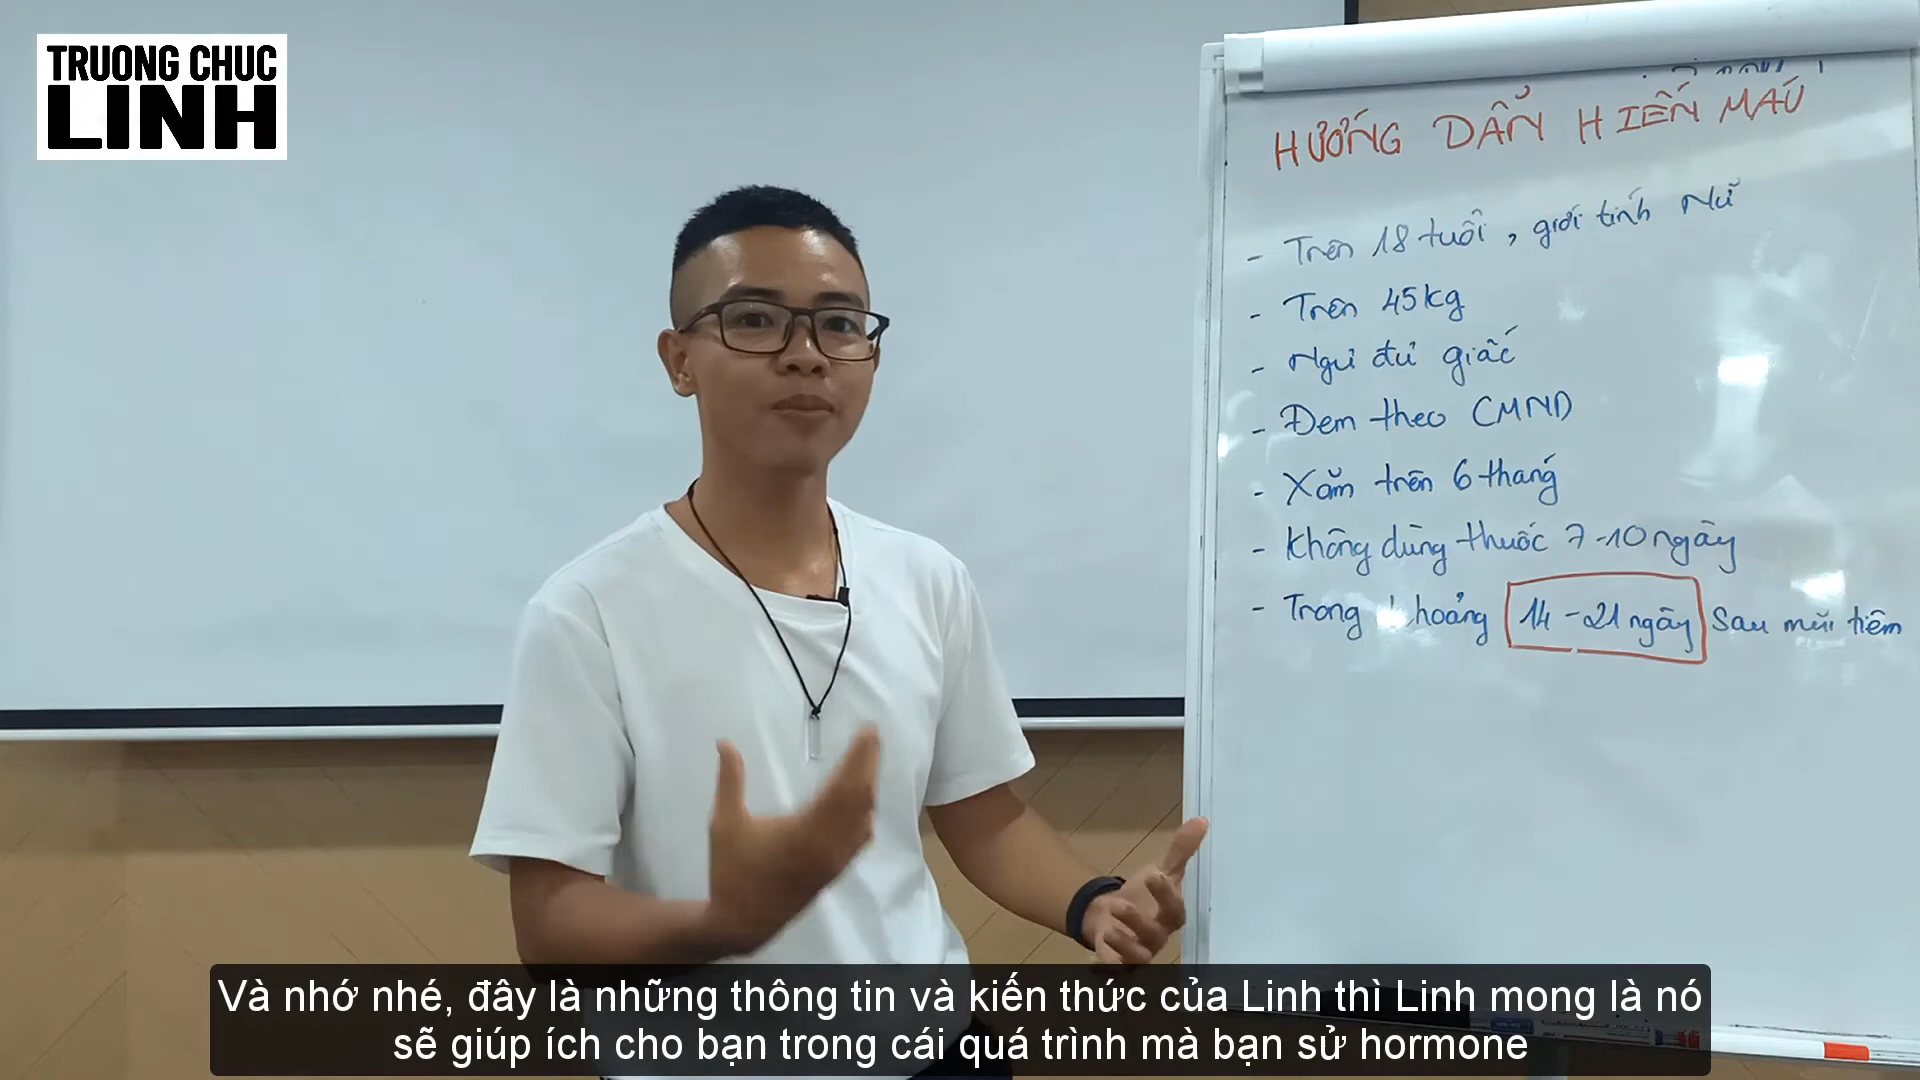 TRUONG CHUC
LINH
HƯỚNG DẨN HIẾN MÁU
- Trên 18 tuổi, giới tính Nữ
- Trên 45kg
- Ngủ đủ giấc
- Đem theo CMND
- Xăm trên 6 tháng
- Không dùng thuốc 7-10 ngày
- Trong khoảng 14-21 ngày sau mũi tiêm
Và nhớ nhé, đây là những thông tin và kiến thức của Linh thì Linh mong là nó
sẽ giúp ích cho bạn trong cái quá trình mà bạn sử hormone